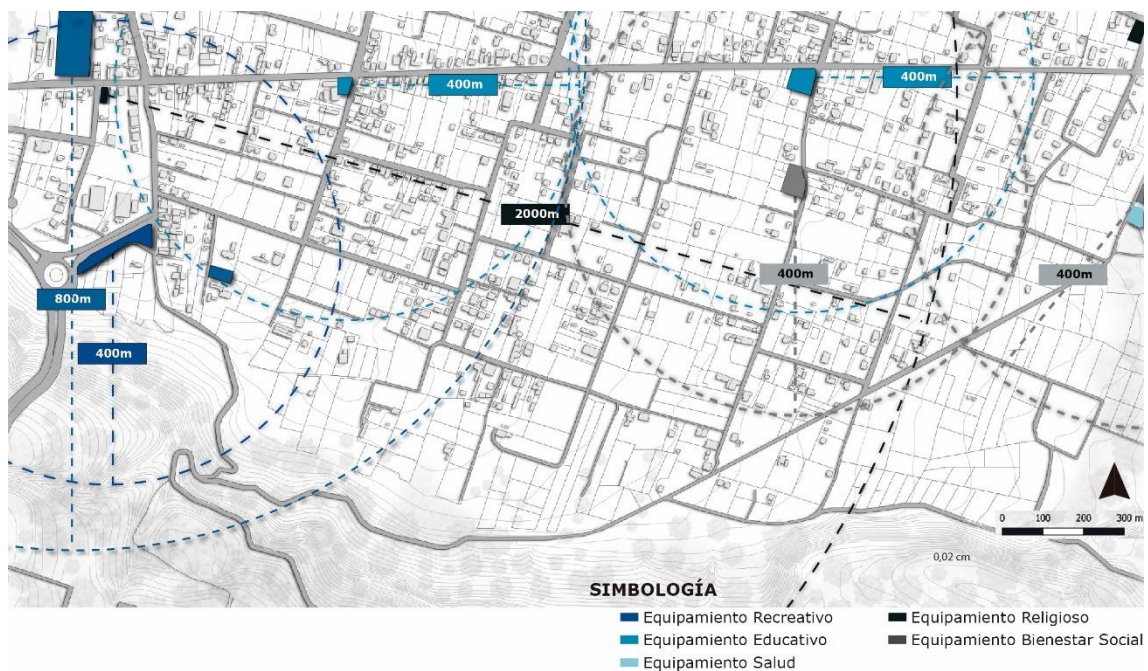 400m
400m
2000m
400m
400m
800m
400m
0 100 200 300 m
0,02 cm
SIMBOLOGÍA
Equipamiento Recreativo
Equipamiento Educativo
Equipamiento Salud
Equipamiento Religioso
Equipamiento Bienestar Social